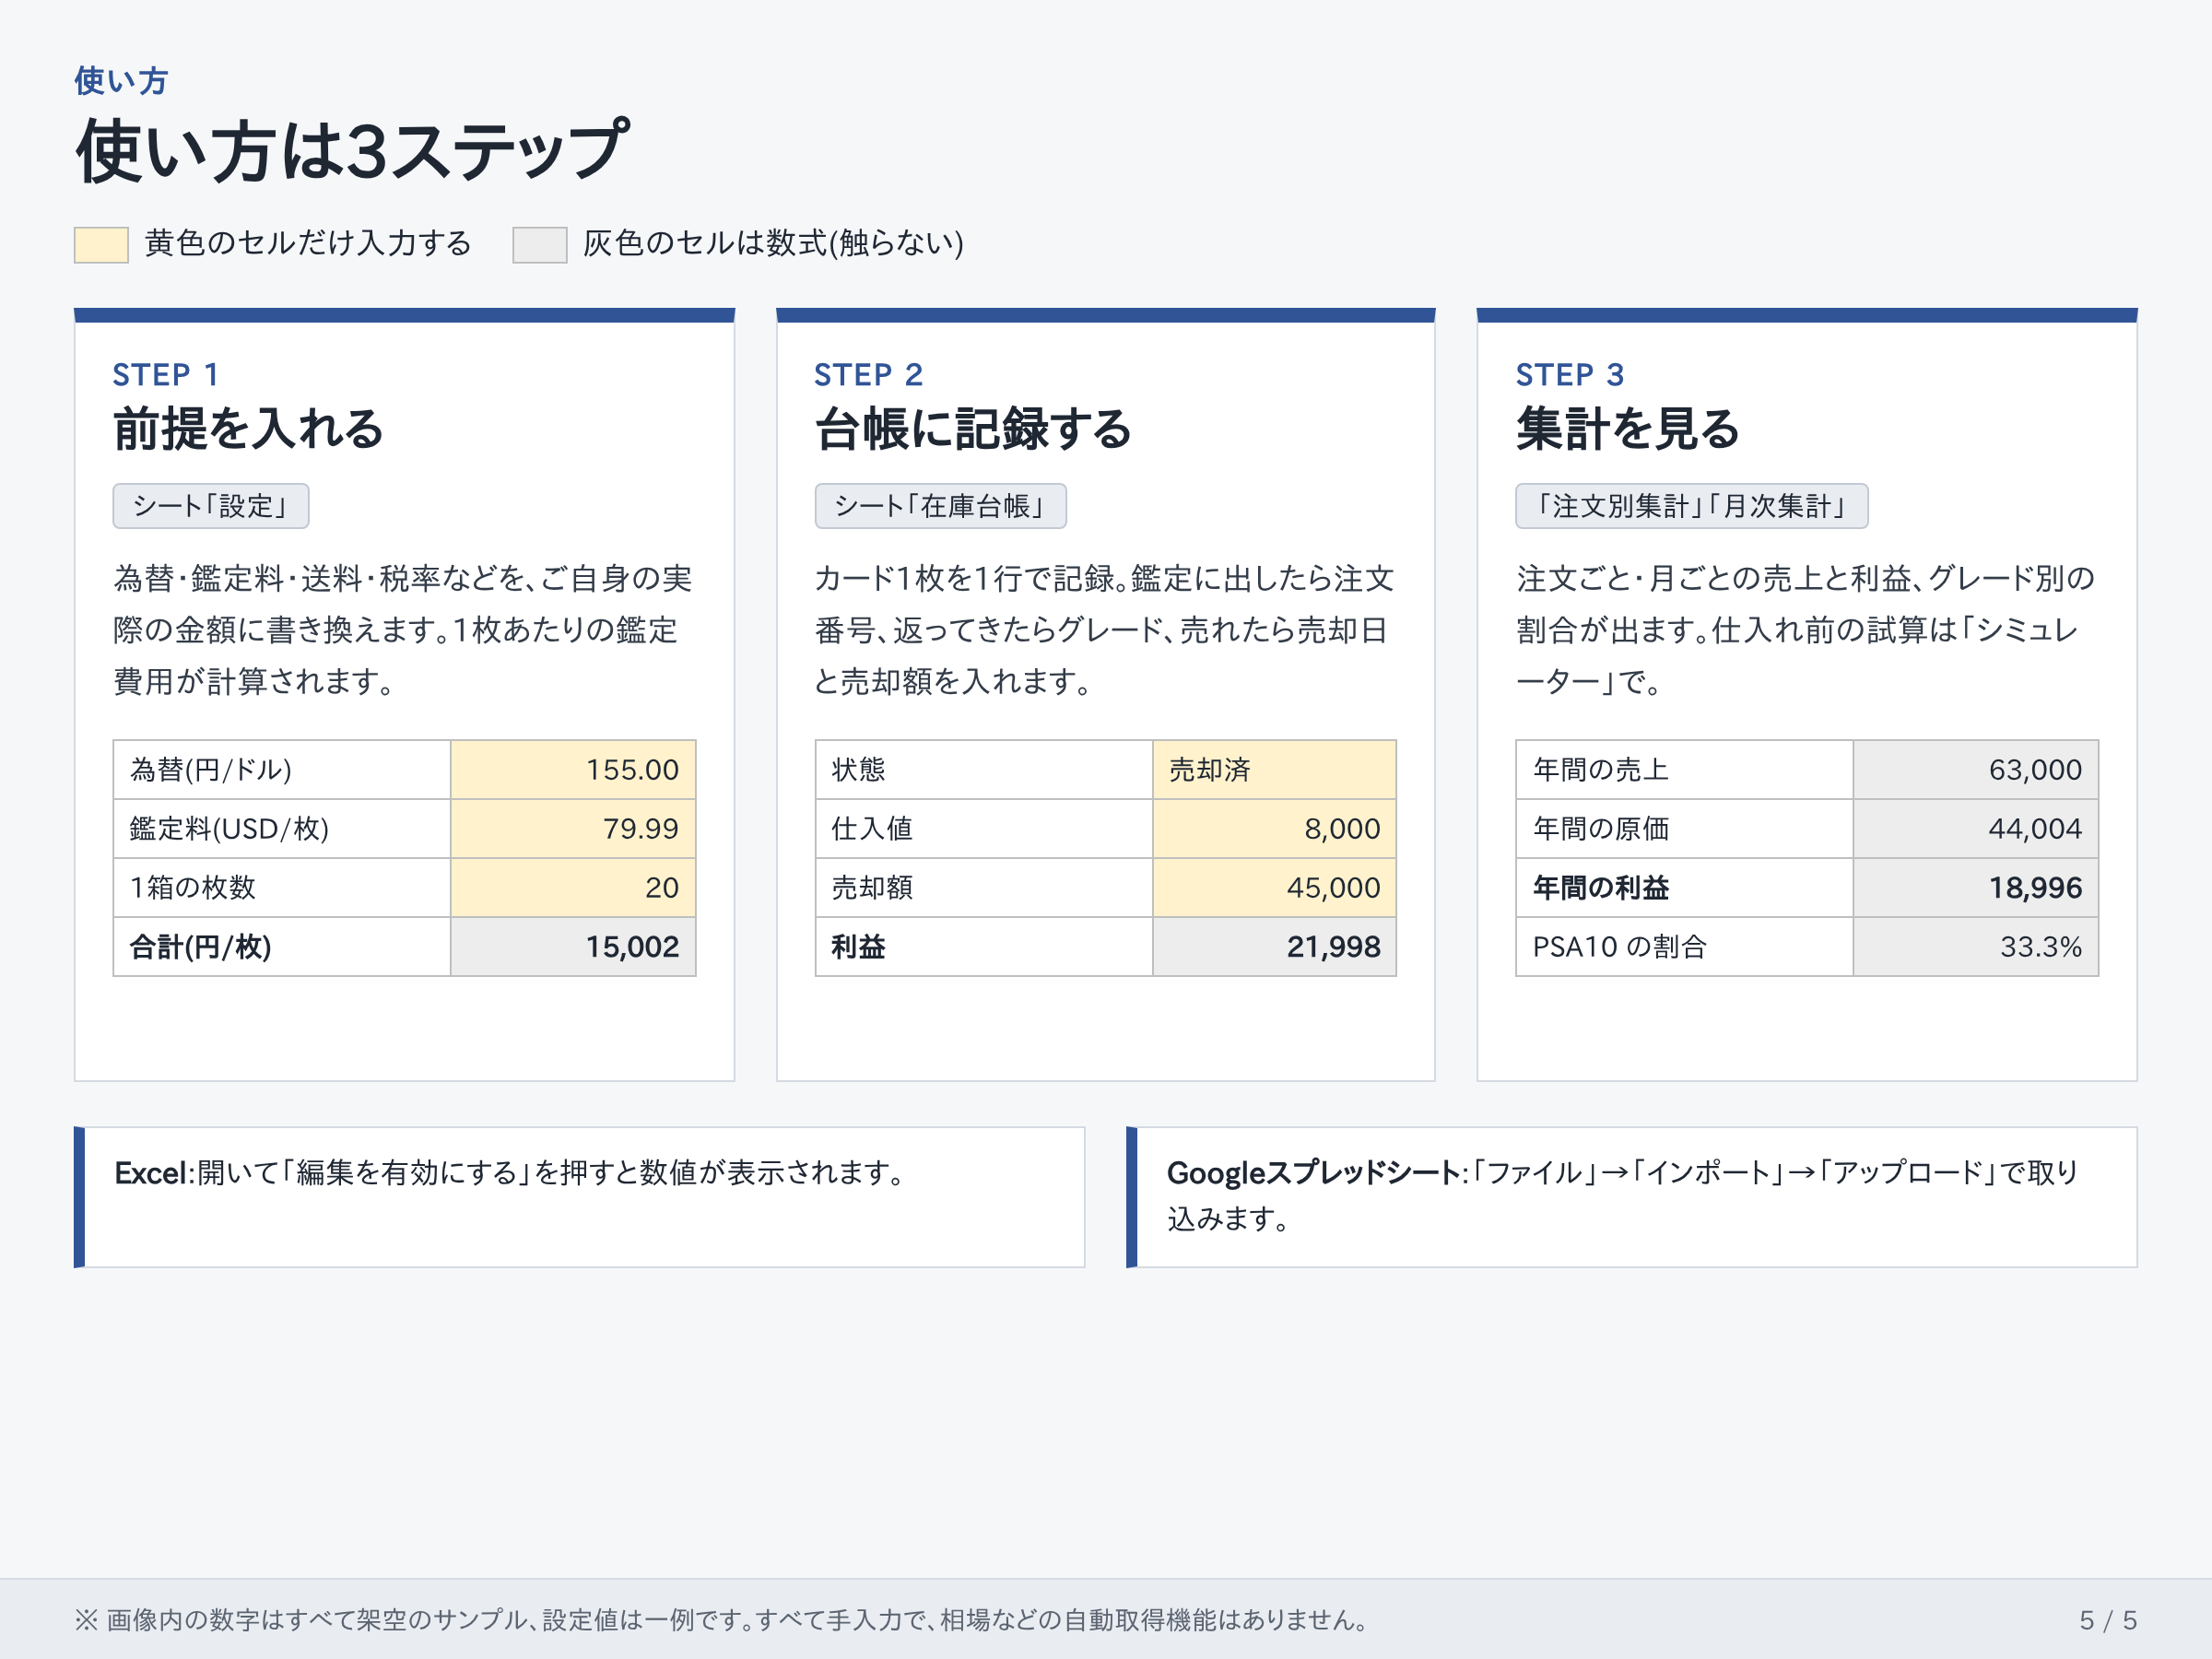 使い方
使い方は3ステップ
黄色のセルだけ入力する 灰色のセルは数式(触らない)
STEP 1
前提を入れる
シート「設定」
為替・鑑定料・送料・税率などを、ご自身の実
際の金額に書き換えます。1枚あたりの鑑定
費用が計算されます。
為替(円/ドル) 155.00
鑑定料(USD/枚) 79.99
1箱の枚数 20
合計(円/枚) 15,002
STEP 2
台帳に記録する
シート「在庫台帳」
カード1枚を1行で記録。鑑定に出したら注文
番号、返ってきたらグレード、売れたら売却日
と売却額を入れます。
状態 売却済
仕入値 8,000
売却額 45,000
利益 21,998
STEP 3
集計を見る
「注文別集計」「月次集計」
注文ごと・月ごとの売上と利益、グレード別の
割合が出ます。仕入れ前の試算は「シミュレ
ーター」で。
年間の売上 63,000
年間の原価 44,004
年間の利益 18,996
PSA10 の割合 33.3%
Excel:開いて「編集を有効にする」を押すと数値が表示されます。
Googleスプレッドシート:「ファイル」→「インポート」→「アップロード」で取り
込みます。
※ 画像内の数字はすべて架空のサンプル、設定値は一例です。すべて手入力で、相場などの自動取得機能はありません。
5 / 5